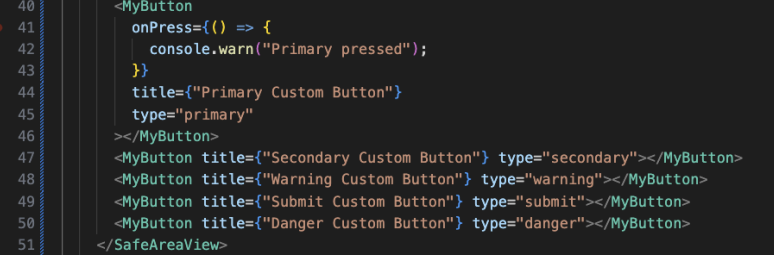 40 <MyButton
41 onPress={() => {
42 console.warn("Primary pressed");
43 }}
44 title={"Primary Custom Button"}
45 type="primary"
46 ></MyButton>
47 <MyButton title={"Secondary Custom Button"} type="secondary"></MyButton>
48 <MyButton title={"Warning Custom Button"} type="warning"></MyButton>
49 <MyButton title={"Submit Custom Button"} type="submit"></MyButton>
50 <MyButton title={"Danger Custom Button"} type="danger"></MyButton>
51 </SafeAreaView>